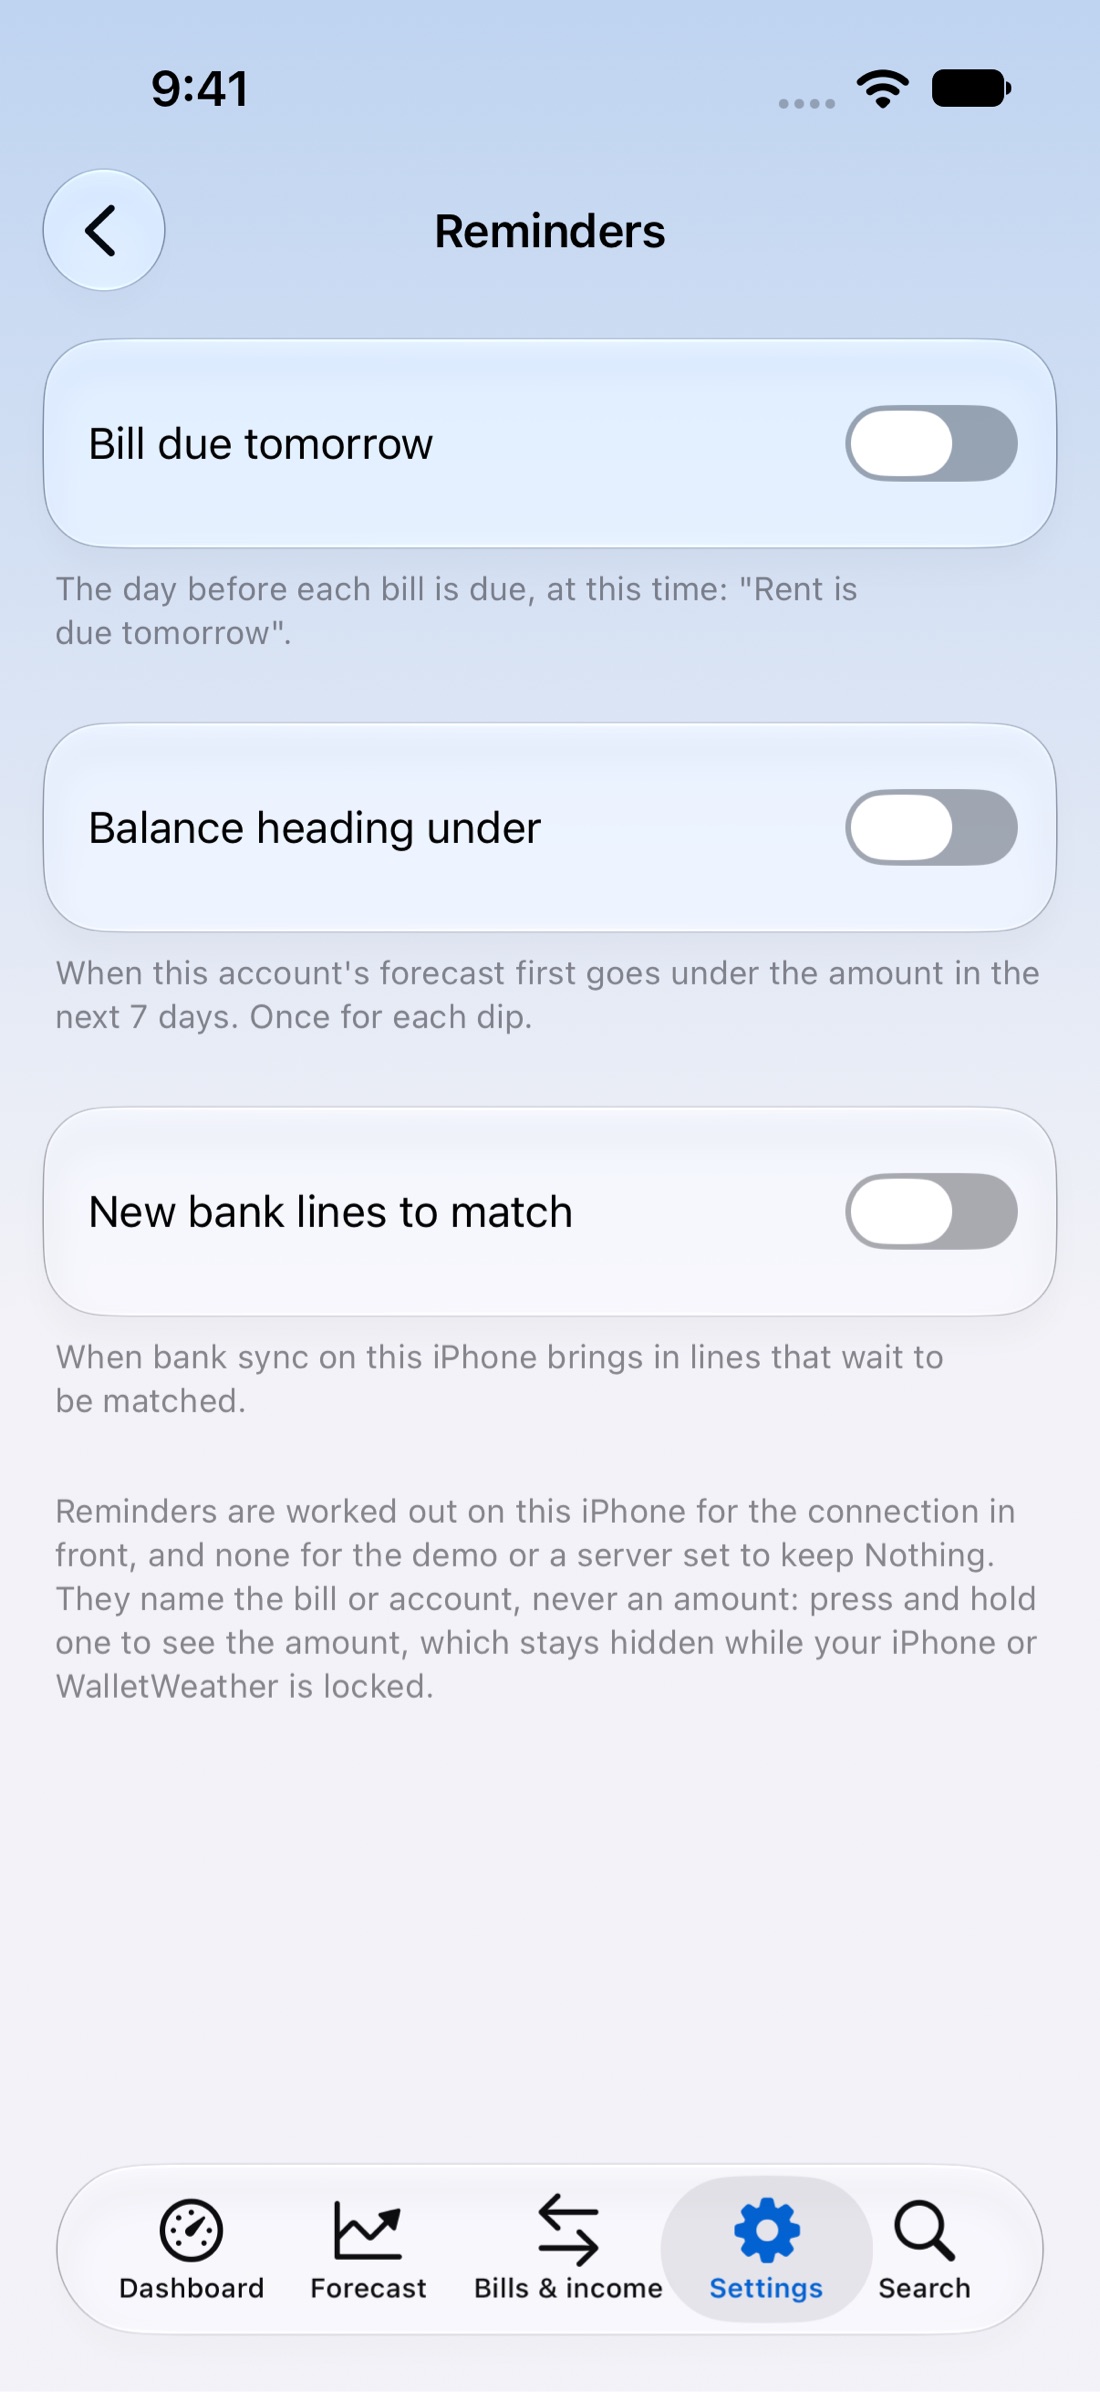 9:41
Reminders
Bill due tomorrow
The day before each bill is due, at this time: "Rent is
due tomorrow".
Balance heading under
When this account's forecast first goes under the amount in the
next 7 days. Once for each dip.
New bank lines to match
When bank sync on this iPhone brings in lines that wait to
be matched.
Reminders are worked out on this iPhone for the connection in
front, and none for the demo or a server set to keep Nothing.
They name the bill or account, never an amount: press and hold
one to see the amount, which stays hidden while your iPhone or
WalletWeather is locked.
Dashboard
Forecast
Bills & income
Settings
Search